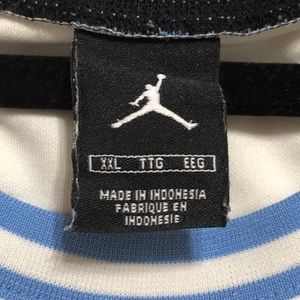 XXL TTG EEG
MADE IN INDONESIA
FABRIQUE EN
INDONESIE